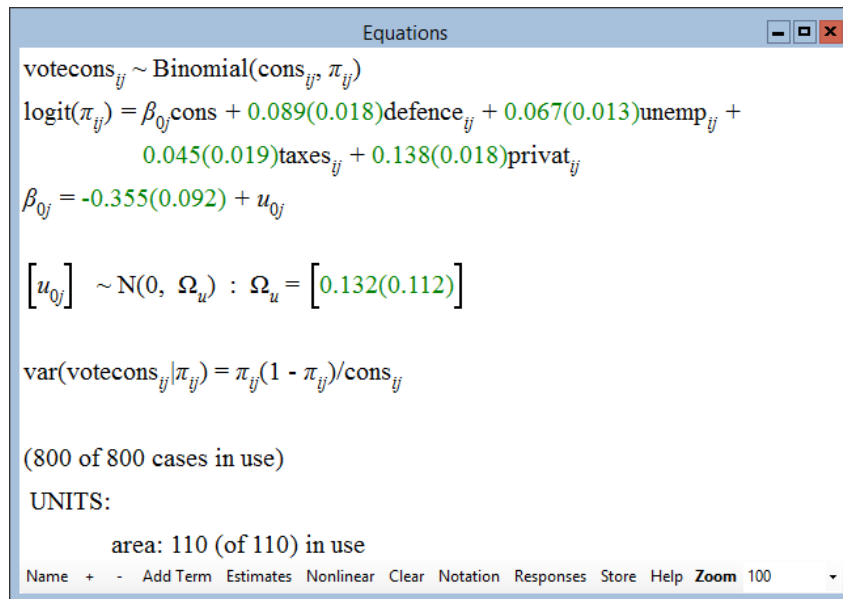 Equations
votecons_ij ~ Binomial(cons_ij, π_ij)
logit(π_ij) = β_0j cons + 0.089(0.018)defence_ij + 0.067(0.013)unemp_ij +
0.045(0.019)taxes_ij + 0.138(0.018)privat_ij
β_0j = -0.355(0.092) + u_0j
[u_0j] ~ N(0, Ω_u) : Ω_u = [0.132(0.112)]
var(votecons_ij|π_ij) = π_ij(1 - π_ij)/cons_ij
(800 of 800 cases in use)
UNITS:
area: 110 (of 110) in use
Name + - Add Term Estimates Nonlinear Clear Notation Responses Store Help Zoom 100